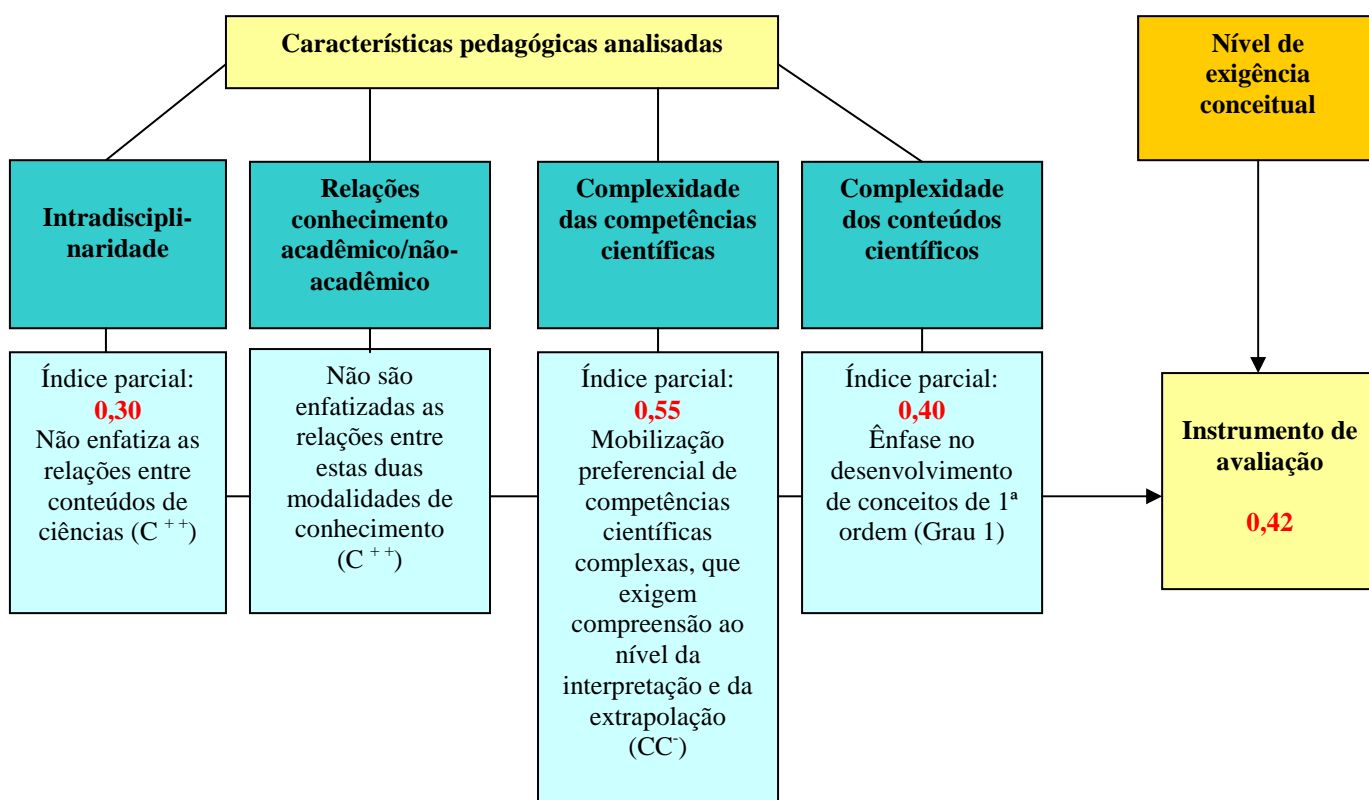 Características pedagógicas analisadas
Nível de
exigência
conceitual
Intradiscipli-
naridade
Relações
conhecimento
acadêmico/não-
acadêmico
Complexidade
das competências
científicas
Complexidade
dos conteúdos
científicos
Índice parcial:
0,30
Não enfatiza as
relações entre
conteúdos de
ciências (C ⁺⁺)
Não são
enfatizadas as
relações entre
estas duas
modalidades de
conhecimento
(C ⁺⁺)
Índice parcial:
0,55
Mobilização
preferencial de
competências
científicas
complexas, que
exigem
compreensão ao
nível da
interpretação e da
extrapolação
(CC⁻)
Índice parcial:
0,40
Ênfase no
desenvolvimento
de conceitos de 1ª
ordem (Grau 1)
Instrumento de
avaliação
0,42